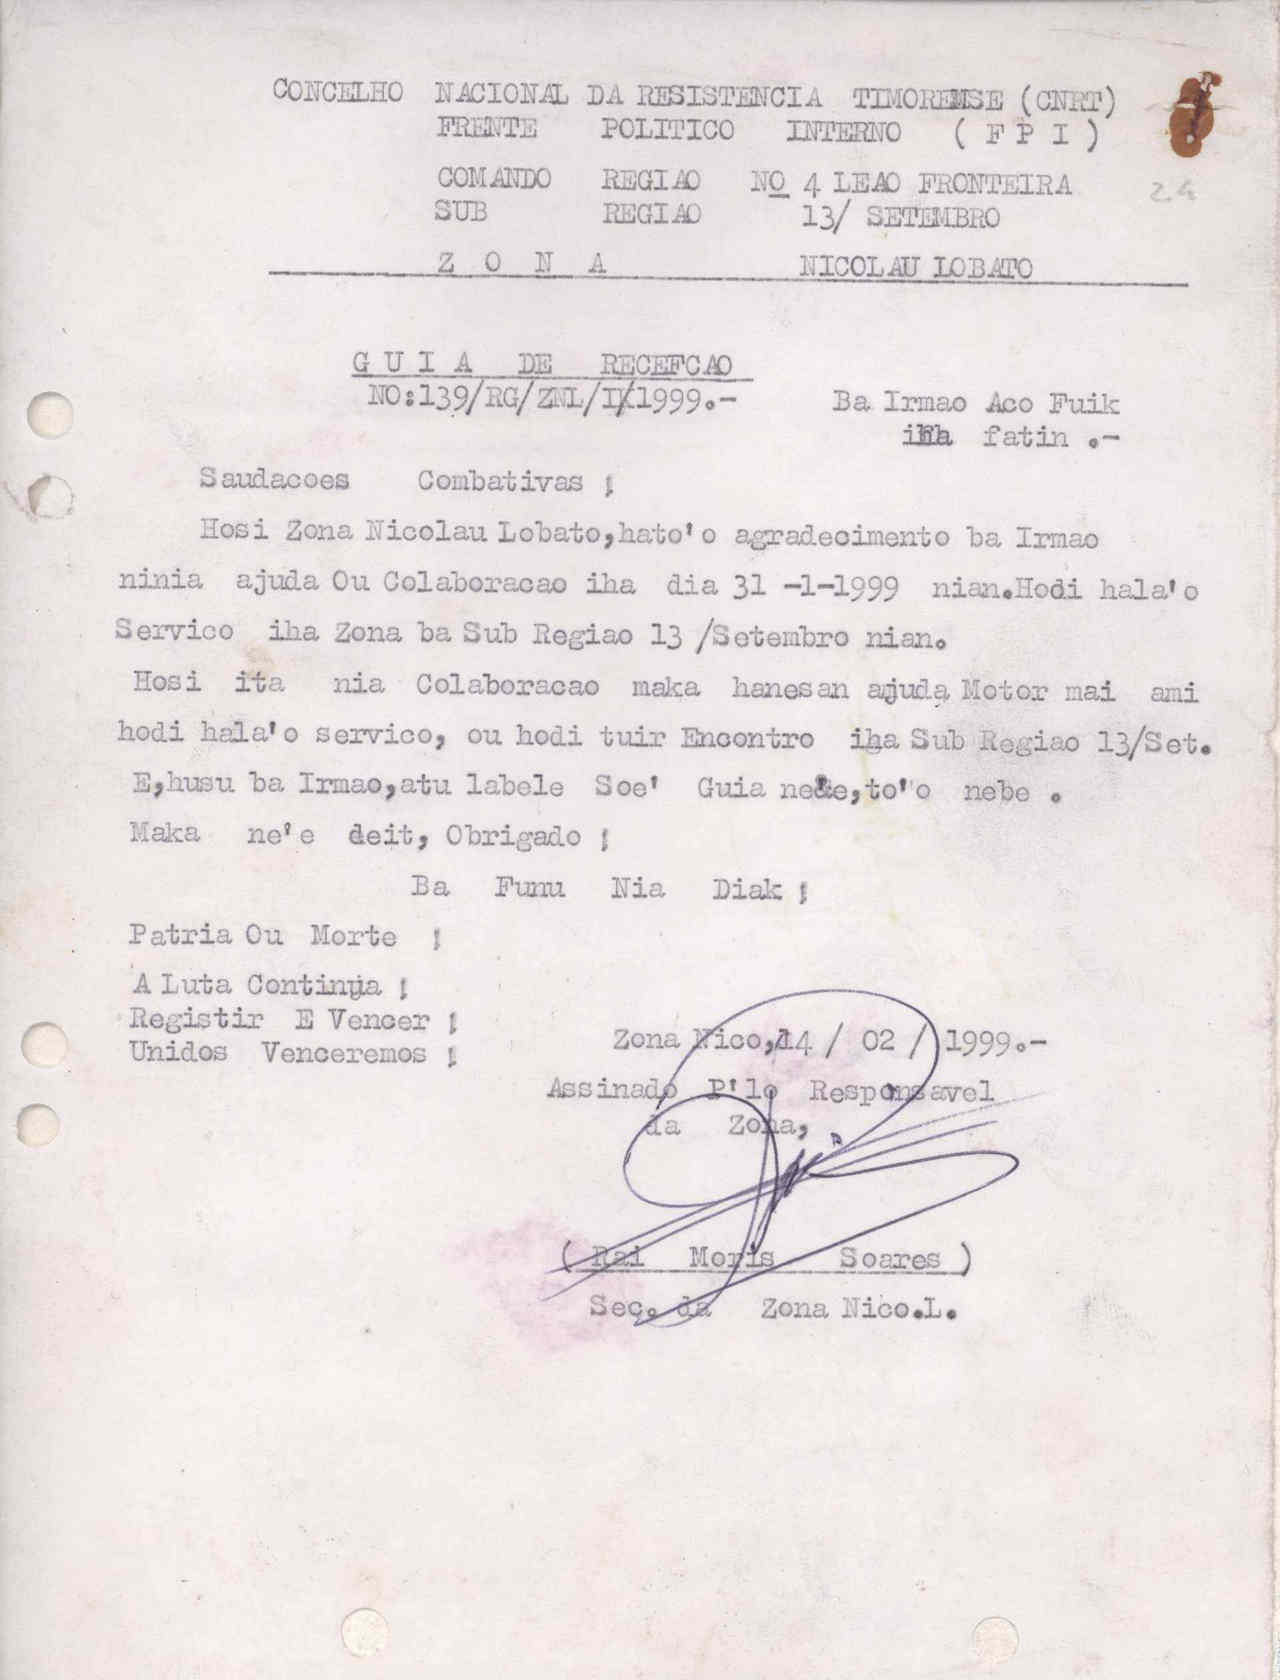 CONCELHO NACIONAL DA RESISTENCIA TIMORENSE (CNRT)
FRENTE POLITICO INTERNO ( F P I )
COMANDO REGIAO NO 4 LEAO FRONTEIRA
24
SUB REGIAO 13/ SETEMBRO
Z O N A NICOLAU LOBATO
G U I A DE RECEFCAO
NO:139/RG/ZNL/IX1999.-
Ba Irmao Aco Fuik
iha fatin .-
Saudacoes Combativas !
Hosi Zona Nicolau Lobato,hato'o agradecimento ba Irmao
ninia ajuda Ou Colaboracao iha dia 31 -1-1999 nian.Hodi hala'o
Servico iha Zona ba Sub Regiao 13 /Setembro nian.
Hosi ita nia Colaboracao maka hanesan ajuda Motor mai ami
hodi hala'o servico, ou hodi tuir Encontro iha Sub Regiao 13/Set.
E,husu ba Irmao,atu labele Soe' Guia ne'e,to'o nebe .
Maka ne'e deit, Obrigado !
Ba Funu Nia Diak !
Patria Ou Morte !
A Luta Continua !
Registir E Vencer !
Unidos Venceremos !
Zona Nico,14 / 02 / 1999.-
Assinado P'lo Responsavel
da Zona,
( Rai Moris Soares )
Sec. da Zona Nico.L.